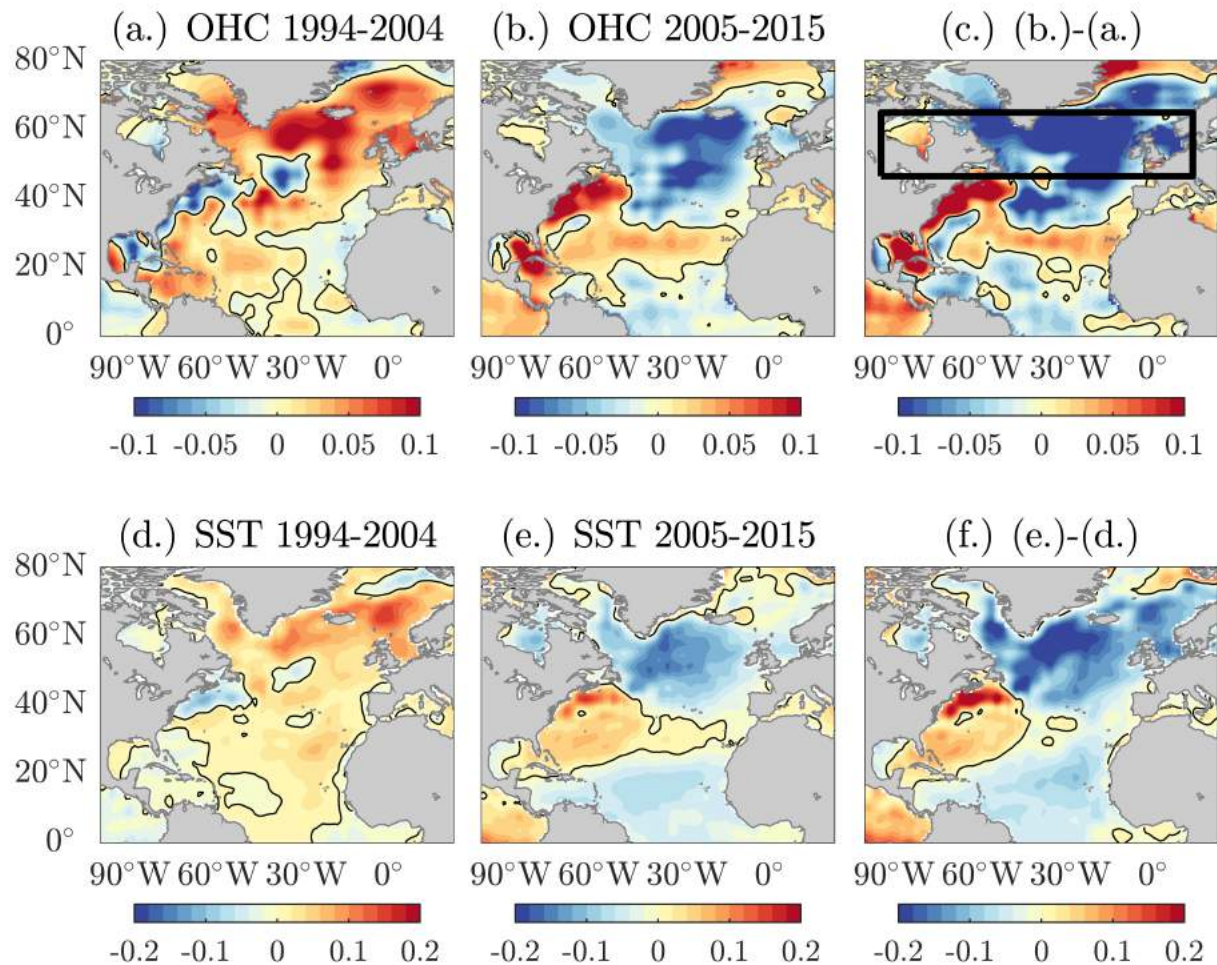 (a.) OHC 1994-2004 (b.) OHC 2005-2015 (c.) (b.)-(a.)
80°N
60°N
40°N
20°N
0°
90°W 60°W 30°W 0° 90°W 60°W 30°W 0° 90°W 60°W 30°W 0°
-0.1 -0.05 0 0.05 0.1 -0.1 -0.05 0 0.05 0.1 -0.1 -0.05 0 0.05 0.1
(d.) SST 1994-2004 (e.) SST 2005-2015 (f.) (e.)-(d.)
80°N
60°N
40°N
20°N
0°
90°W 60°W 30°W 0° 90°W 60°W 30°W 0° 90°W 60°W 30°W 0°
-0.2 -0.1 0 0.1 0.2 -0.2 -0.1 0 0.1 0.2 -0.2 -0.1 0 0.1 0.2